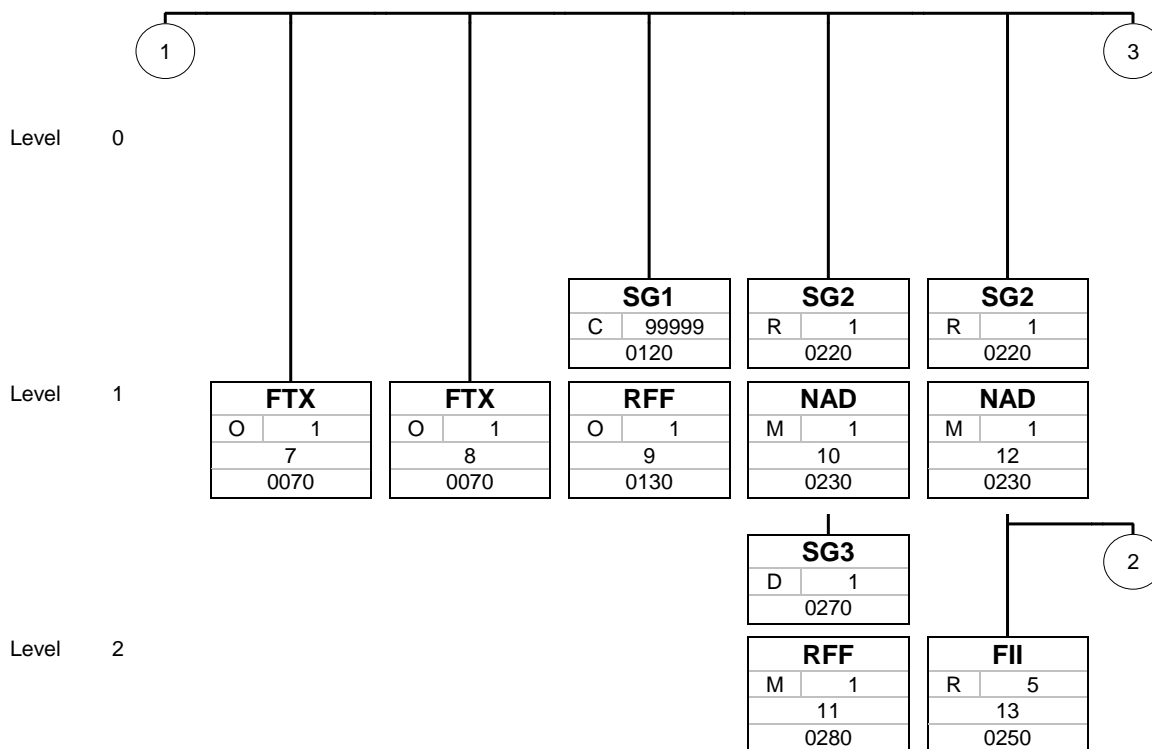 1
3
Level 0
SG1
C 99999
0120
SG2
R 1
0220
SG2
R 1
0220
Level 1
FTX
O 1
7
0070
FTX
O 1
8
0070
RFF
O 1
9
0130
NAD
M 1
10
0230
NAD
M 1
12
0230
SG3
D 1
0270
2
Level 2
RFF
M 1
11
0280
FII
R 5
13
0250